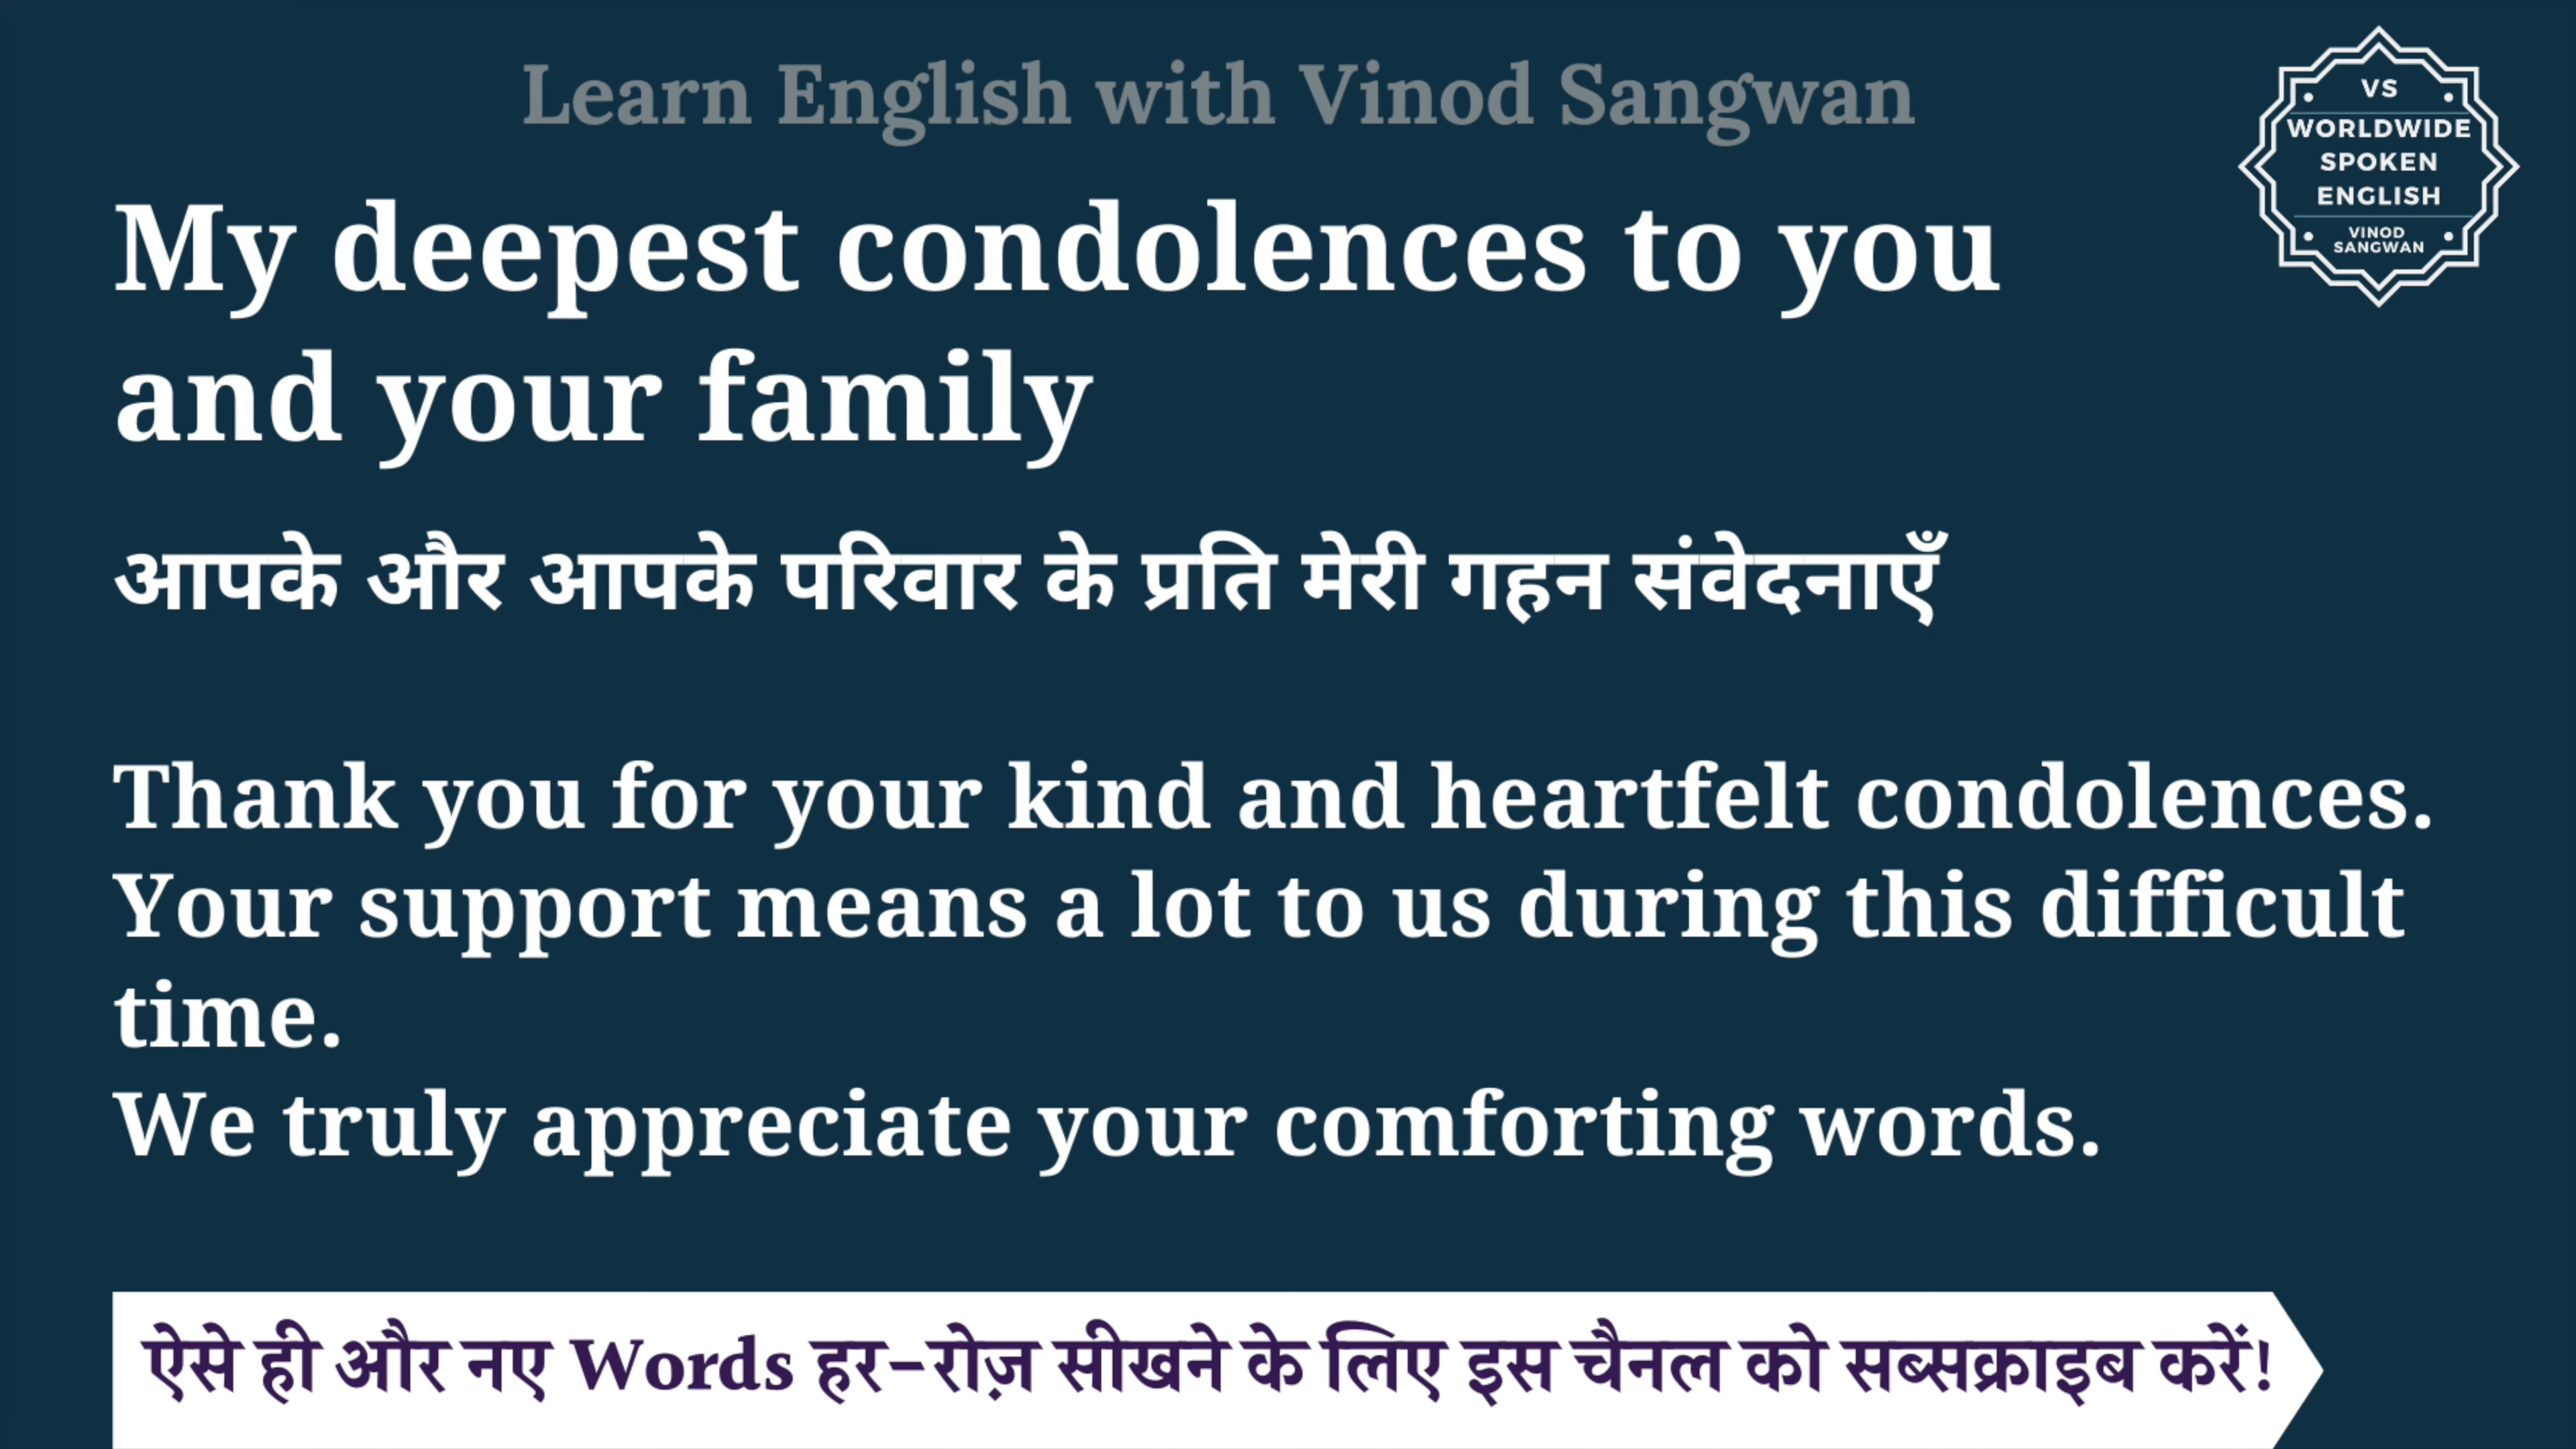 Learn English with Vinod Sangwan
VS
WORLDWIDE
SPOKEN
ENGLISH
VINOD
SANGWAN
My deepest condolences to you
and your family
आपके और आपके परिवार के प्रति मेरी गहन संवेदनाएँ
Thank you for your kind and heartfelt condolences.
Your support means a lot to us during this difficult
time.
We truly appreciate your comforting words.
ऐसे ही और नए Words हर-रोज़ सीखने के लिए इस चैनल को सब्सक्राइब करें!